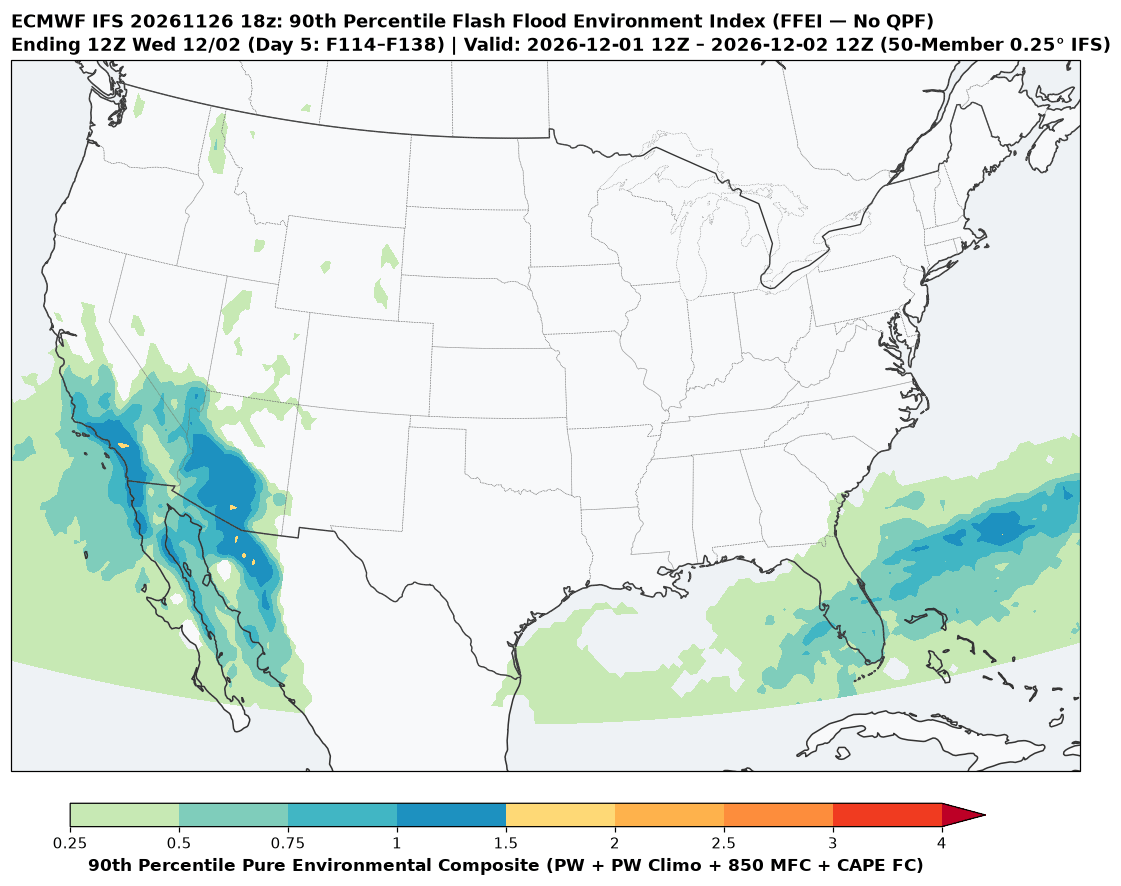 ECMWF IFS 20261126 18z: 90th Percentile Flash Flood Environment Index (FFEI — No QPF)
Ending 12Z Wed 12/02 (Day 5: F114–F138) | Valid: 2026-12-01 12Z – 2026-12-02 12Z (50-Member 0.25° IFS)
0.25 0.5 0.75 1 1.5 2 2.5 3 4
90th Percentile Pure Environmental Composite (PW + PW Climo + 850 MFC + CAPE FC)